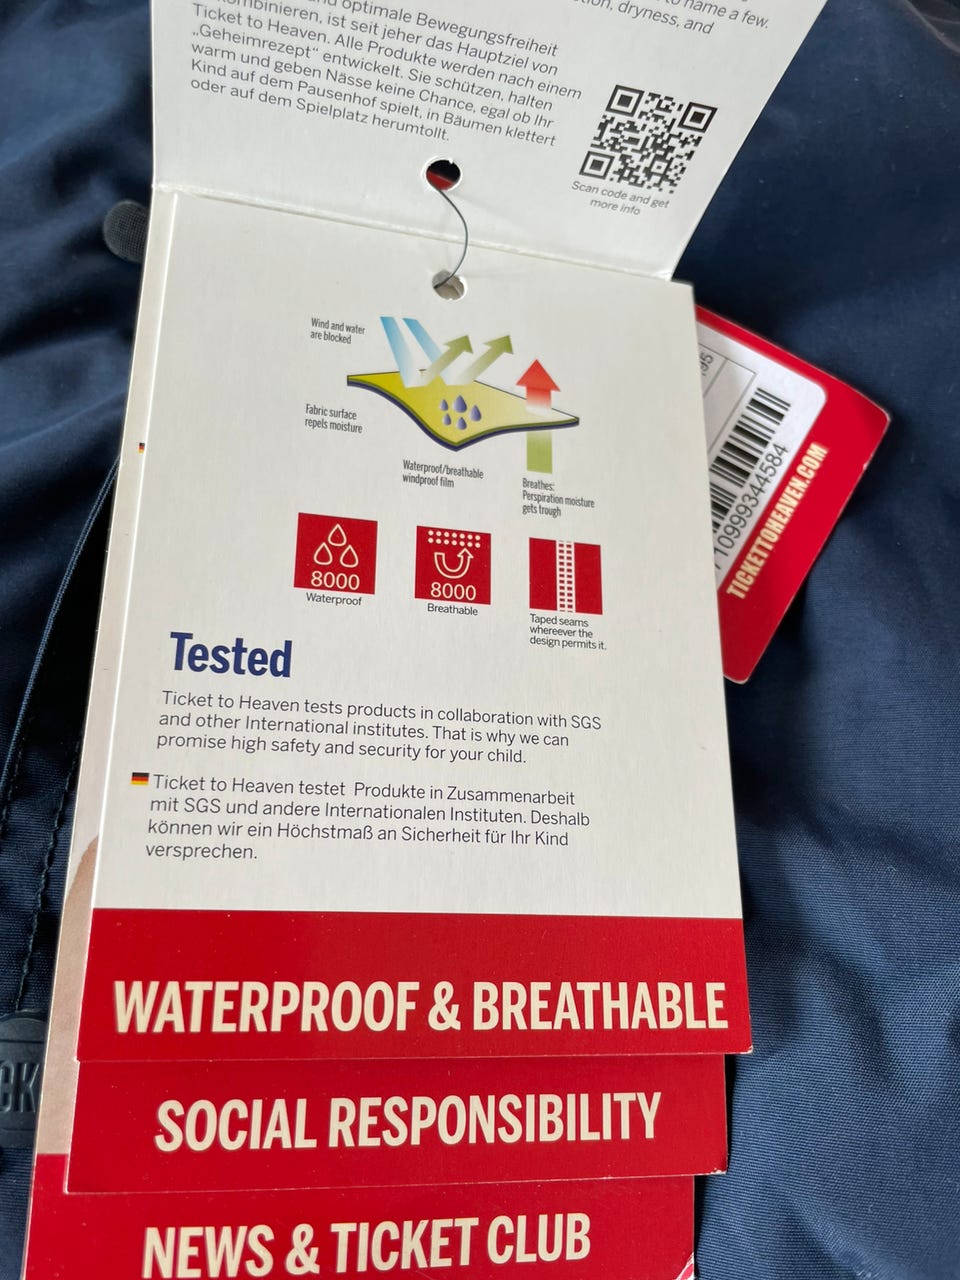 to name a few.
dryness, and
optimale Bewegungsfreiheit
kombinieren, ist seit jeher das Hauptziel von
Ticket to Heaven. Alle Produkte werden nach einem
„Geheimrezept“ entwickelt. Sie schützen, halten
warm und geben Nässe keine Chance, egal ob Ihr
Kind auf dem Pausenhof spielt, in Bäumen klettert
oder auf dem Spielplatz herumtollt.
Scan code and get
more info
Wind and water
are blocked
Fabric surface
repels moisture
Waterproof/breathable
windproof film
Breathes:
Perspiration moisture
gets trough
8000
Waterproof
8000
Breathable
Taped seams
whereever the
design permits it.
Tested
Ticket to Heaven tests products in collaboration with SGS
and other International institutes. That is why we can
promise high safety and security for your child.
Ticket to Heaven testet Produkte in Zusammenarbeit
mit SGS und andere Internationalen Instituten. Deshalb
können wir ein Höchstmaß an Sicherheit für Ihr Kind
versprechen.
WATERPROOF & BREATHABLE
SOCIAL RESPONSIBILITY
NEWS & TICKET CLUB
10999344584
TICKETTOHEAVEN.COM
CK